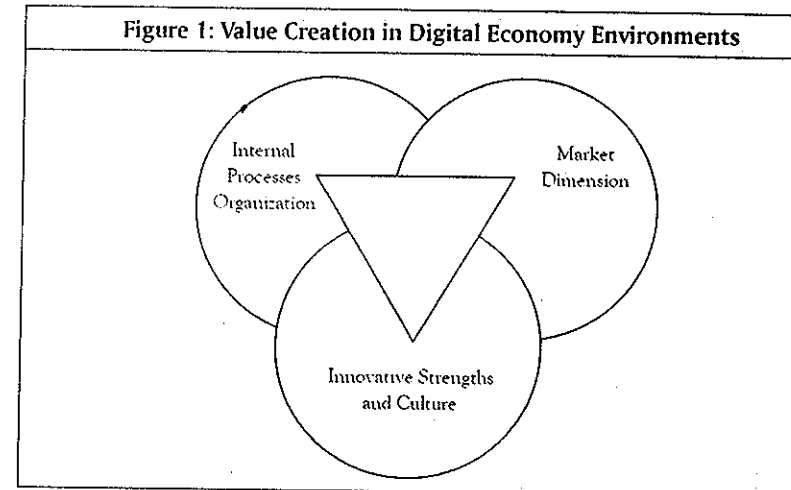 Figure 1: Value Creation in Digital Economy Environments
Internal
Processes
Organization
Market
Dimension
Innovative Strengths
and Culture